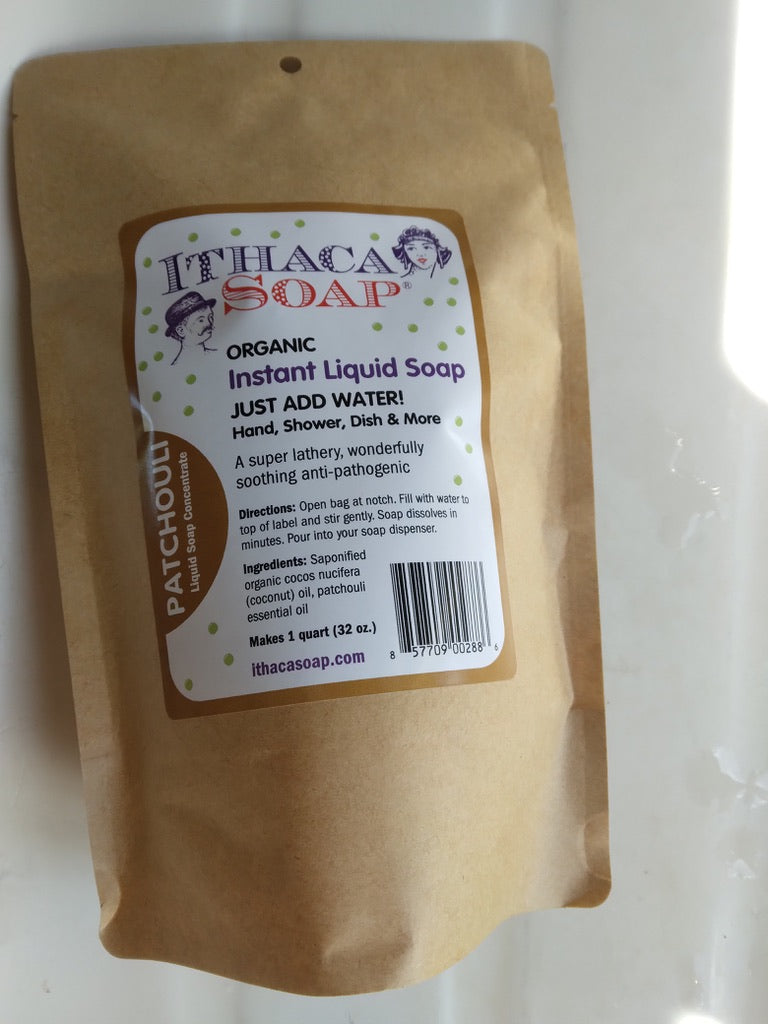 ITHACA
SOAP®
ORGANIC
Instant Liquid Soap
JUST ADD WATER!
Hand, Shower, Dish & More
A super lathery, wonderfully
soothing anti-pathogenic
PATCHOULI
Liquid Soap Concentrate
Directions: Open bag at notch. Fill with water to
top of label and stir gently. Soap dissolves in
minutes. Pour into your soap dispenser.
Ingredients: Saponified
organic cocos nucifera
(coconut) oil, patchouli
essential oil
Makes 1 quart (32 oz.)
ithacasoap.com
8 57709 00288 6